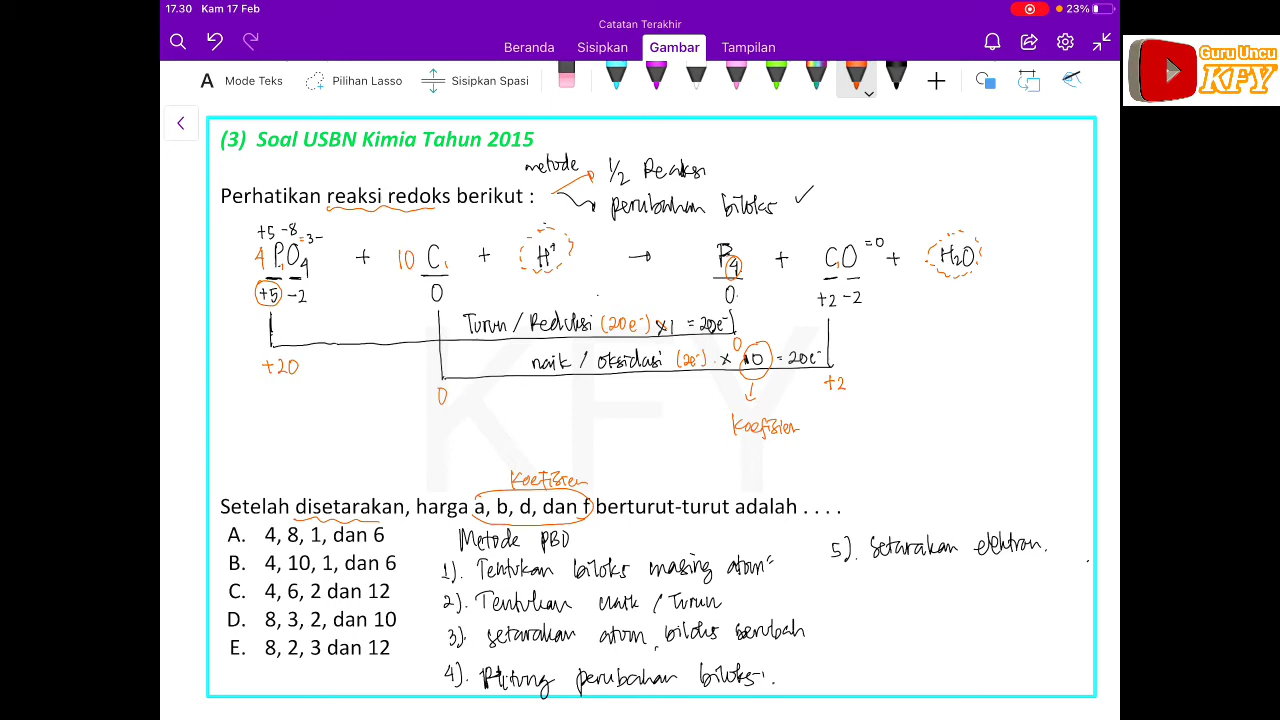 17.30 Kam 17 Feb
23%
Catatan Terakhir
Beranda Sisipkan Gambar Tampilan
Guru Uncu
KFY
A Mode Teks Pilihan Lasso Sisipkan Spasi
(3) Soal USBN Kimia Tahun 2015
metode 1/2 Reaksi
Perhatikan reaksi redoks berikut :
perubahan biloks ✓
+5 -8 =3-
=0
4 PO4 + 10 C + H+ → P4 + CO + H2O
+5 -2 0 0 +2 -2
Turun / Reduksi (20e-) x1 = 20e-
+20 0
naik / oksidasi (2e-) x 10 = 20e-
0 +2
koefisien
KFY
koefisien
Setelah disetarakan, harga a, b, d, dan f berturut-turut adalah . . . .
A. 4, 8, 1, dan 6
B. 4, 10, 1, dan 6
C. 4, 6, 2 dan 12
D. 8, 3, 2, dan 10
E. 8, 2, 3 dan 12
Metode PBO
1). Tentukan biloks masing atom"
2). Tentukan naik / Turun
3). setarakan atom, biloks berubah
4). Hitung perubahan biloks.
5). setarakan elektron.